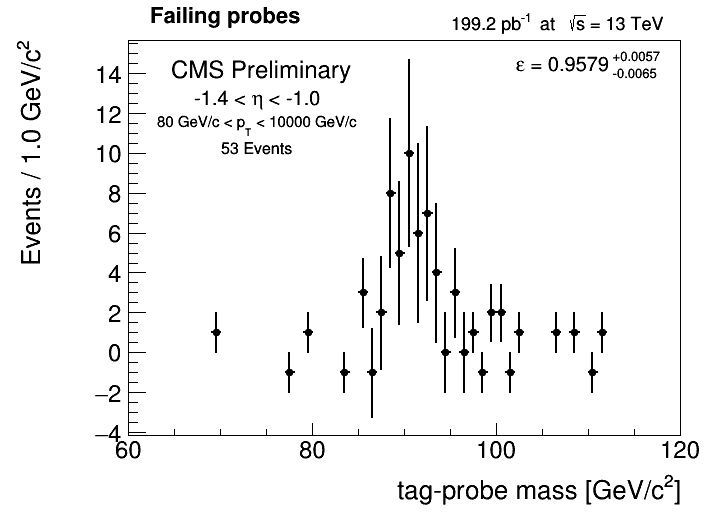 Failing probes
199.2 pb⁻¹ at √s = 13 TeV
CMS Preliminary
-1.4 < η < -1.0
80 GeV/c < p_T < 10000 GeV/c
53 Events
ε = 0.9579 +0.0057 -0.0065
Events / 1.0 GeV/c²
14
12
10
8
6
4
2
0
−2
−4
60 80 100 120
tag-probe mass [GeV/c²]